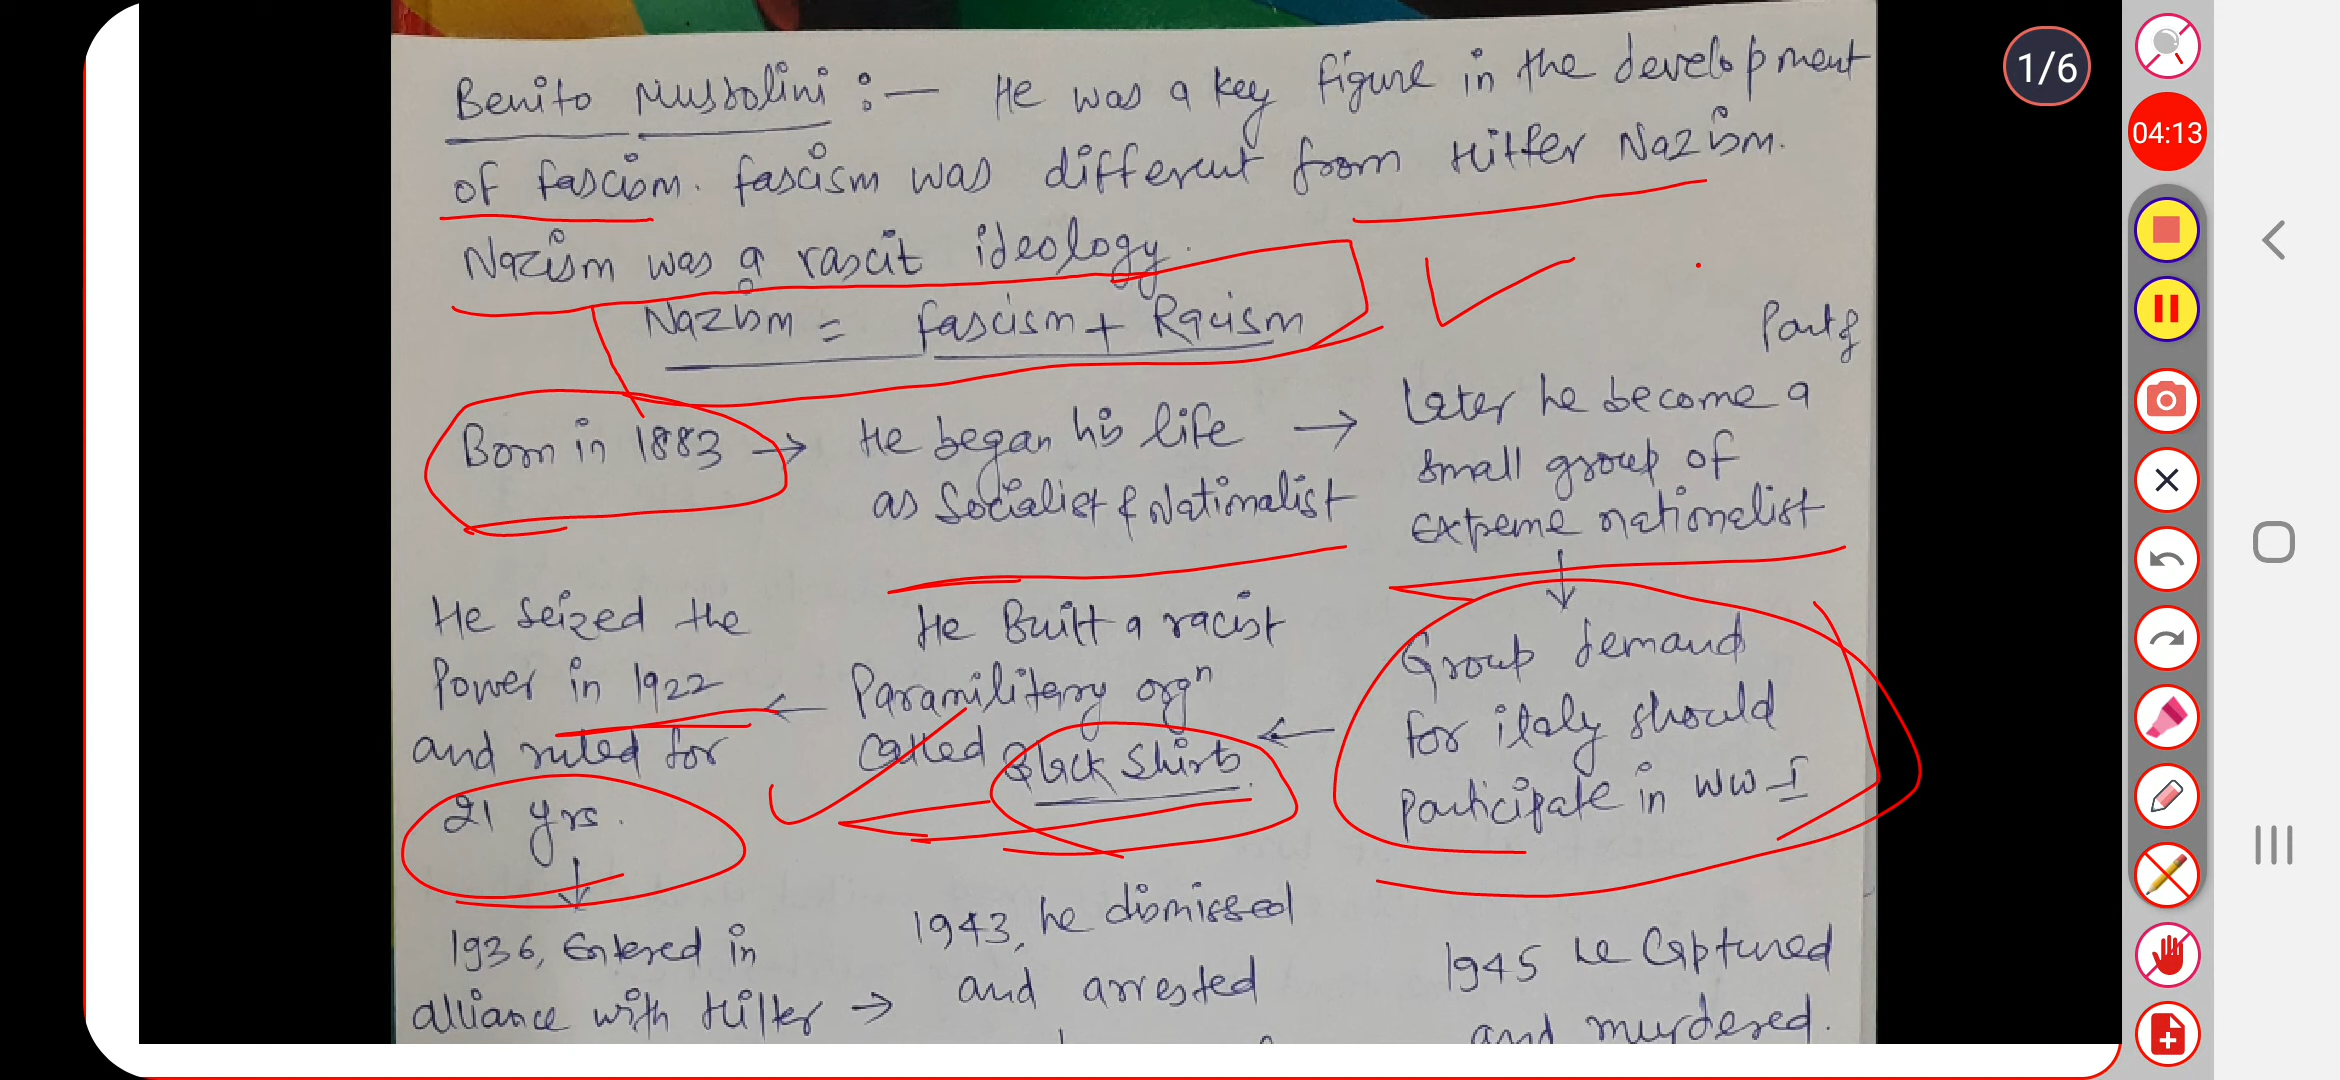 Benito Mussolini :— He was a key figure in the development
of fascism. fascism was different from Hitler Nazism.
Nazism was a rascit ideology.
Nazism = fascism + Racism
Part of
Born in 1883 → He began his life → Later he become a
as Socialist & Nationalist
small group of
extreme nationalist
↓
Group demand
for italy should
participate in WW-I
←
He Built a racist
Paramilitary orgn
Called Black Shirts.
←
He seized the
Power in 1922
and ruled for
21 yrs.
↓
1936, Entered in
alliance with Hilter →
1943, he dismissed
and arrested
1945 he Captured
and murdered.
1/6
04:13